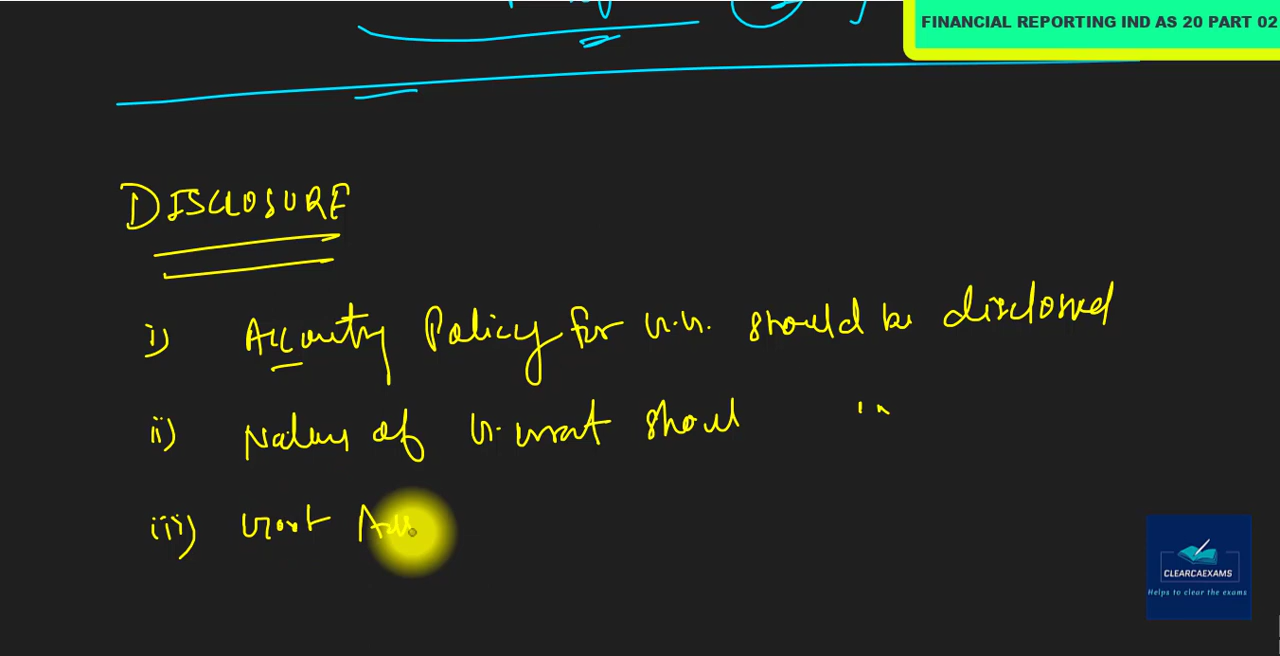 FINANCIAL REPORTING IND AS 20 PART 02
DISCLOSURE
i) Accounting Policy for G.G. should be disclosed
ii) Nature of G. Grant should "
iii) Govt
CLEARCAEXAMS
Helps to clear the exams